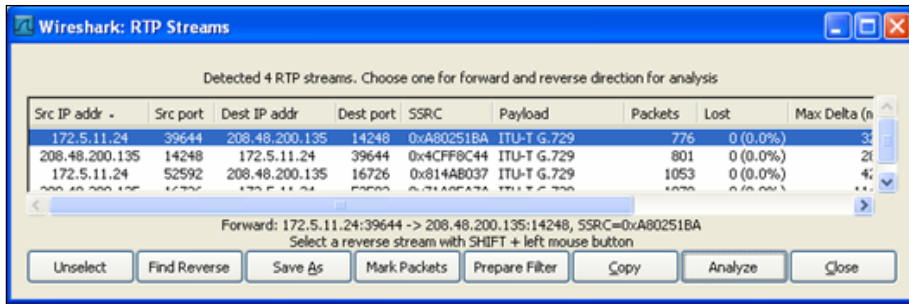 Wireshark: RTP Streams
Detected 4 RTP streams. Choose one for forward and reverse direction for analysis
Src IP addr Src port Dest IP addr Dest port SSRC Payload Packets Lost Max Delta (m
172.5.11.24 39644 208.48.200.135 14248 0xA80251BA ITU-T G.729 776 0 (0.0%)
208.48.200.135 14248 172.5.11.24 39644 0x4CFF8C44 ITU-T G.729 801 0 (0.0%)
172.5.11.24 52592 208.48.200.135 16726 0x814AB037 ITU-T G.729 1053 0 (0.0%)
Forward: 172.5.11.24:39644 -> 208.48.200.135:14248, SSRC=0xA80251BA
Select a reverse stream with SHIFT + left mouse button
Unselect Find Reverse Save As Mark Packets Prepare Filter Copy Analyze Close